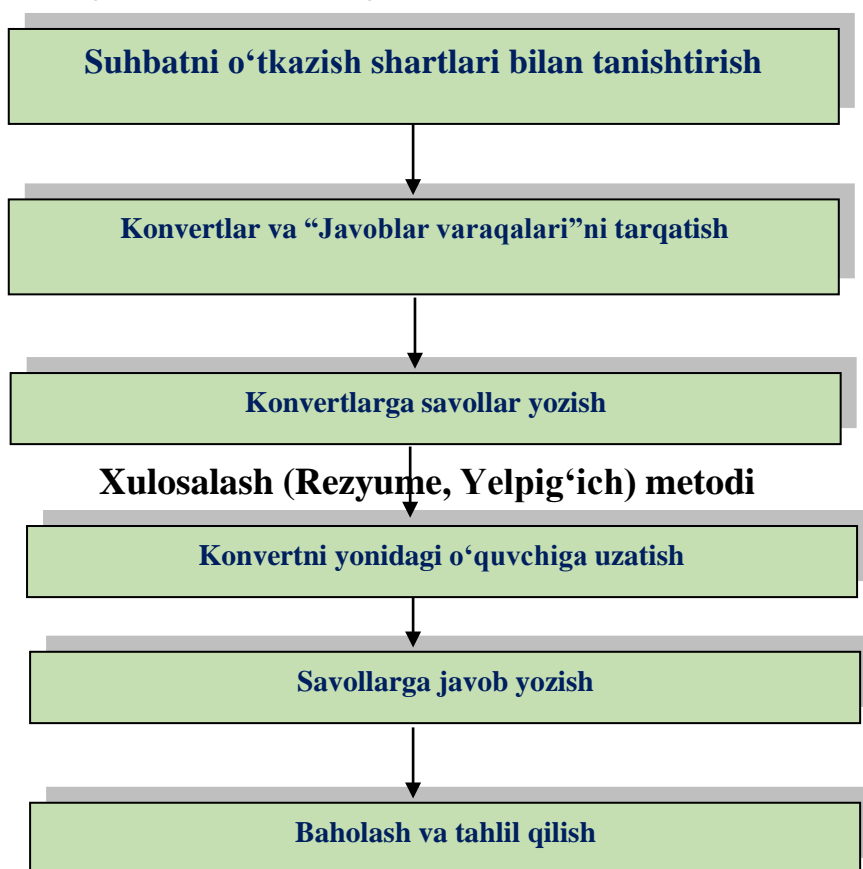 Suhbatni o‘tkazish shartlari bilan tanishtirish
Konvertlar va “Javoblar varaqalari”ni tarqatish
Konvertlarga savollar yozish
Xulosalash (Rezyume, Yelpig‘ich) metodi
Konvertni yonidagi o‘quvchiga uzatish
Savollarga javob yozish
Baholash va tahlil qilish